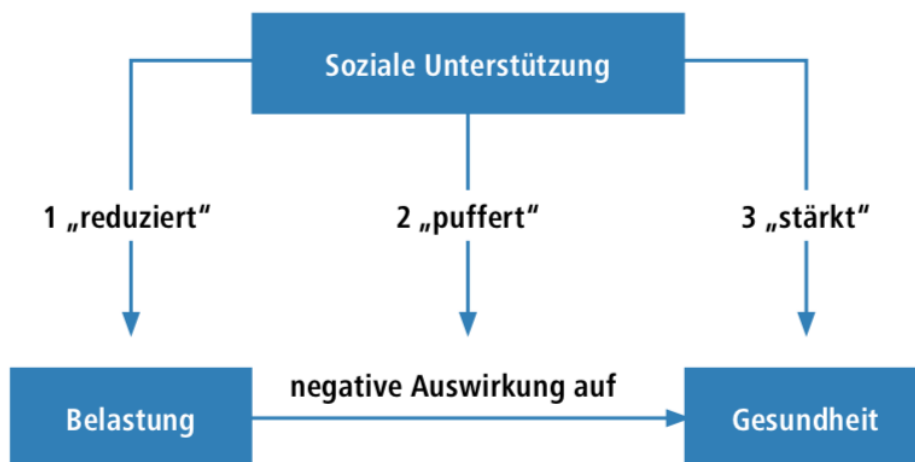 Soziale Unterstützung
1 „reduziert“
2 „puffert“
3 „stärkt“
negative Auswirkung auf
Belastung
Gesundheit